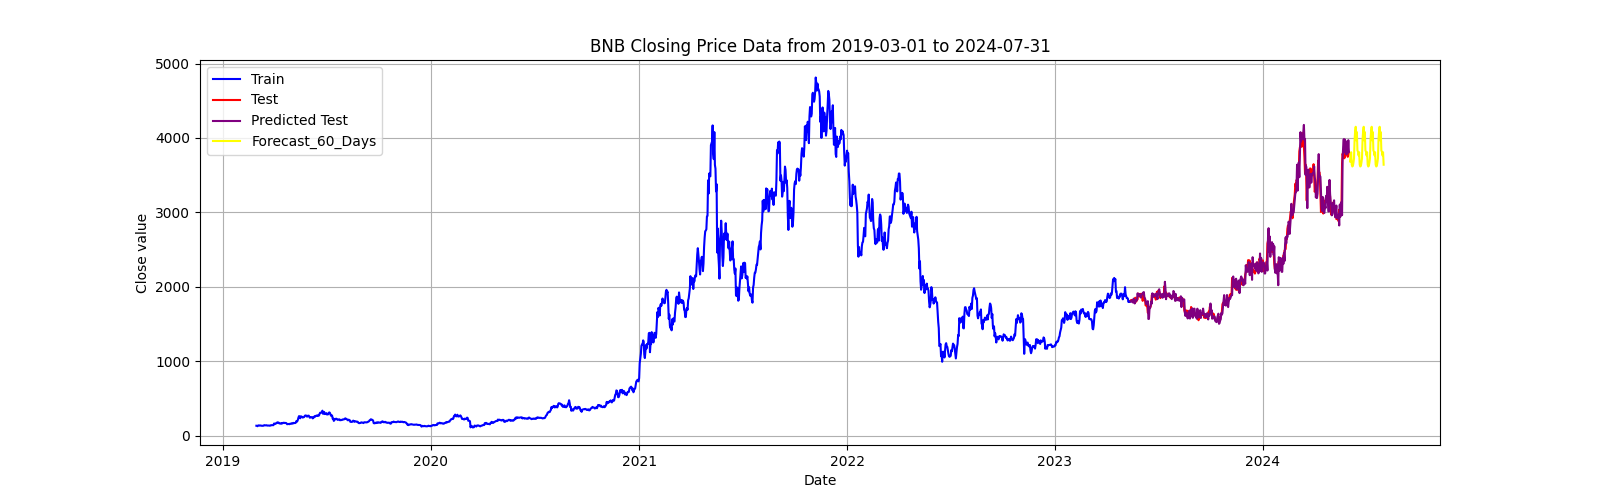 BNB Closing Price Data from 2019-03-01 to 2024-07-31
Train
Test
Predicted Test
Forecast_60_Days
5000
4000
3000
2000
1000
0
Close value
2019
2020
2021
2022
2023
2024
Date